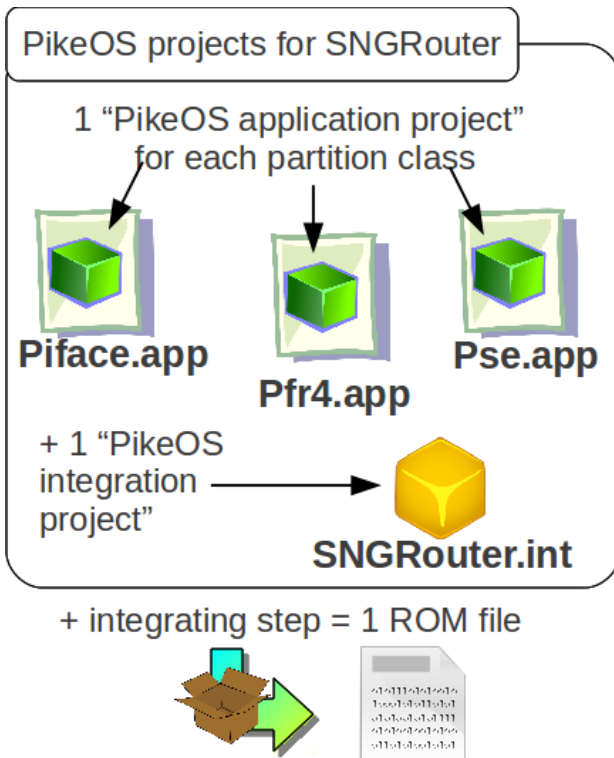 PikeOS projects for SNGRouter
1 “PikeOS application project”
for each partition class
Piface.app
Pfr4.app
Pse.app
+ 1 “PikeOS
integration
project”
SNGRouter.int
+ integrating step = 1 ROM file